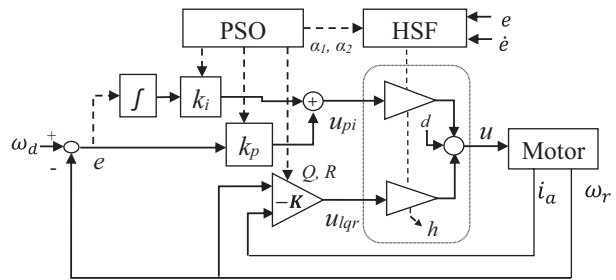 PSO
α1, α2
HSF
e
ė
∫
ki
+
upi
d
u
Motor
ωd
+
-
e
kp
Q, R
-K
ulqr
h
ia
ωr